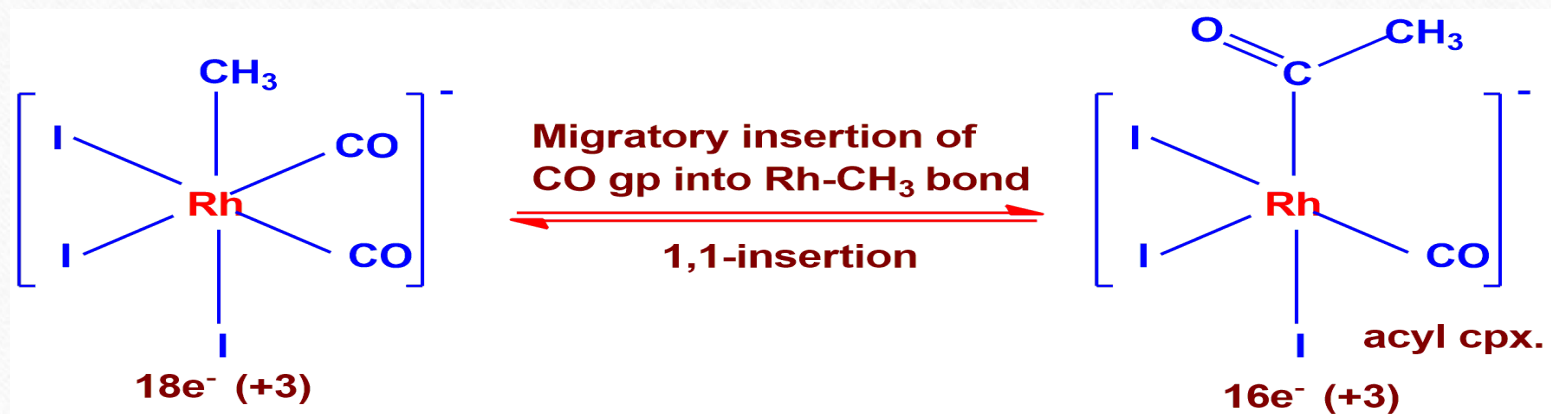 CH₃
[ ]⁻
I
CO
Rh
I
CO
I
18e⁻ (+3)
Migratory insertion of
CO gp into Rh-CH₃ bond
1,1-insertion
O
CH₃
C
[ ]⁻
I
Rh
I
CO
I
acyl cpx.
16e⁻ (+3)